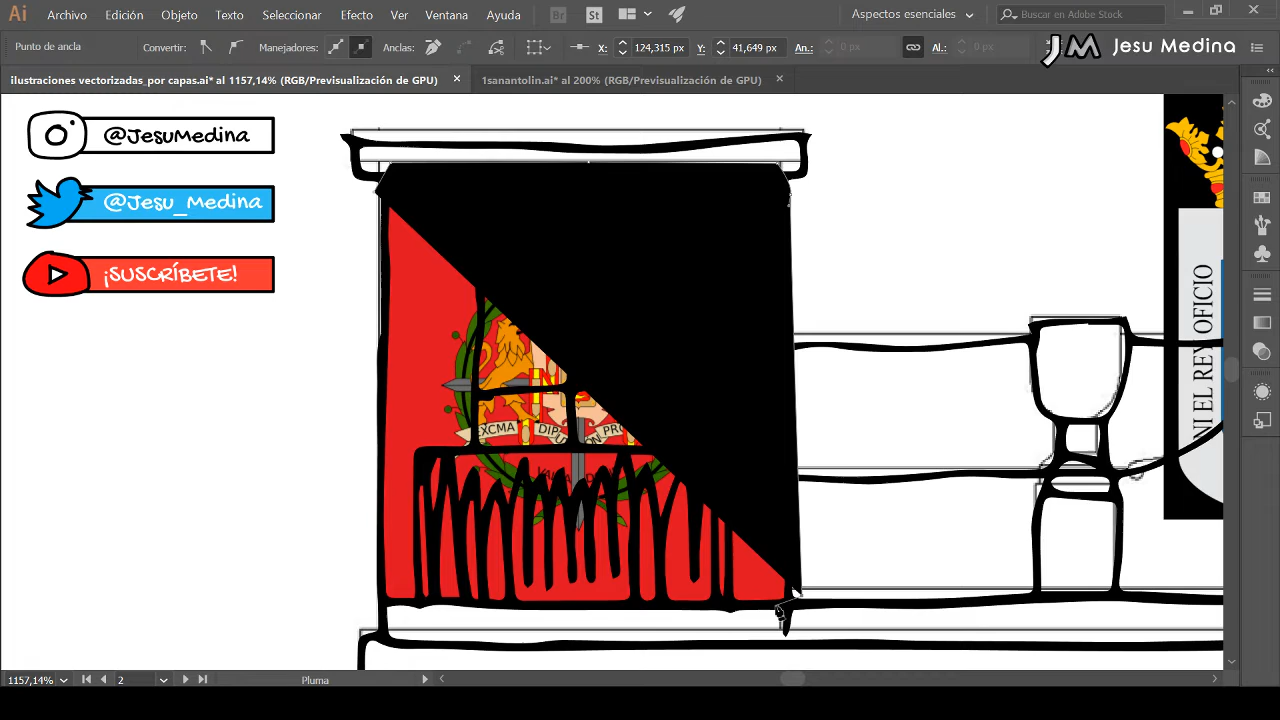 Ai Archivo Edición Objeto Texto Seleccionar Efecto Ver Ventana Ayuda Br St Aspectos esenciales Buscar en Adobe Stock
Punto de ancla Convertir: Manejadores: Anclas: X: 124,315 px Y: 41,649 px An.: 0 px Al.: 0 px
JM Jesu Medina
ilustraciones vectorizadas_por capas.ai* al 1157,14% (RGB/Previsualización de GPU) × 1sanantolin.ai* al 200% (RGB/Previsualización de GPU) ×
@JesuMedina
@Jesu_Medina
¡SUSCRÍBETE!
EXCMA DIP PRO
NI EL REY OFICIO
1157,14% 2 Pluma